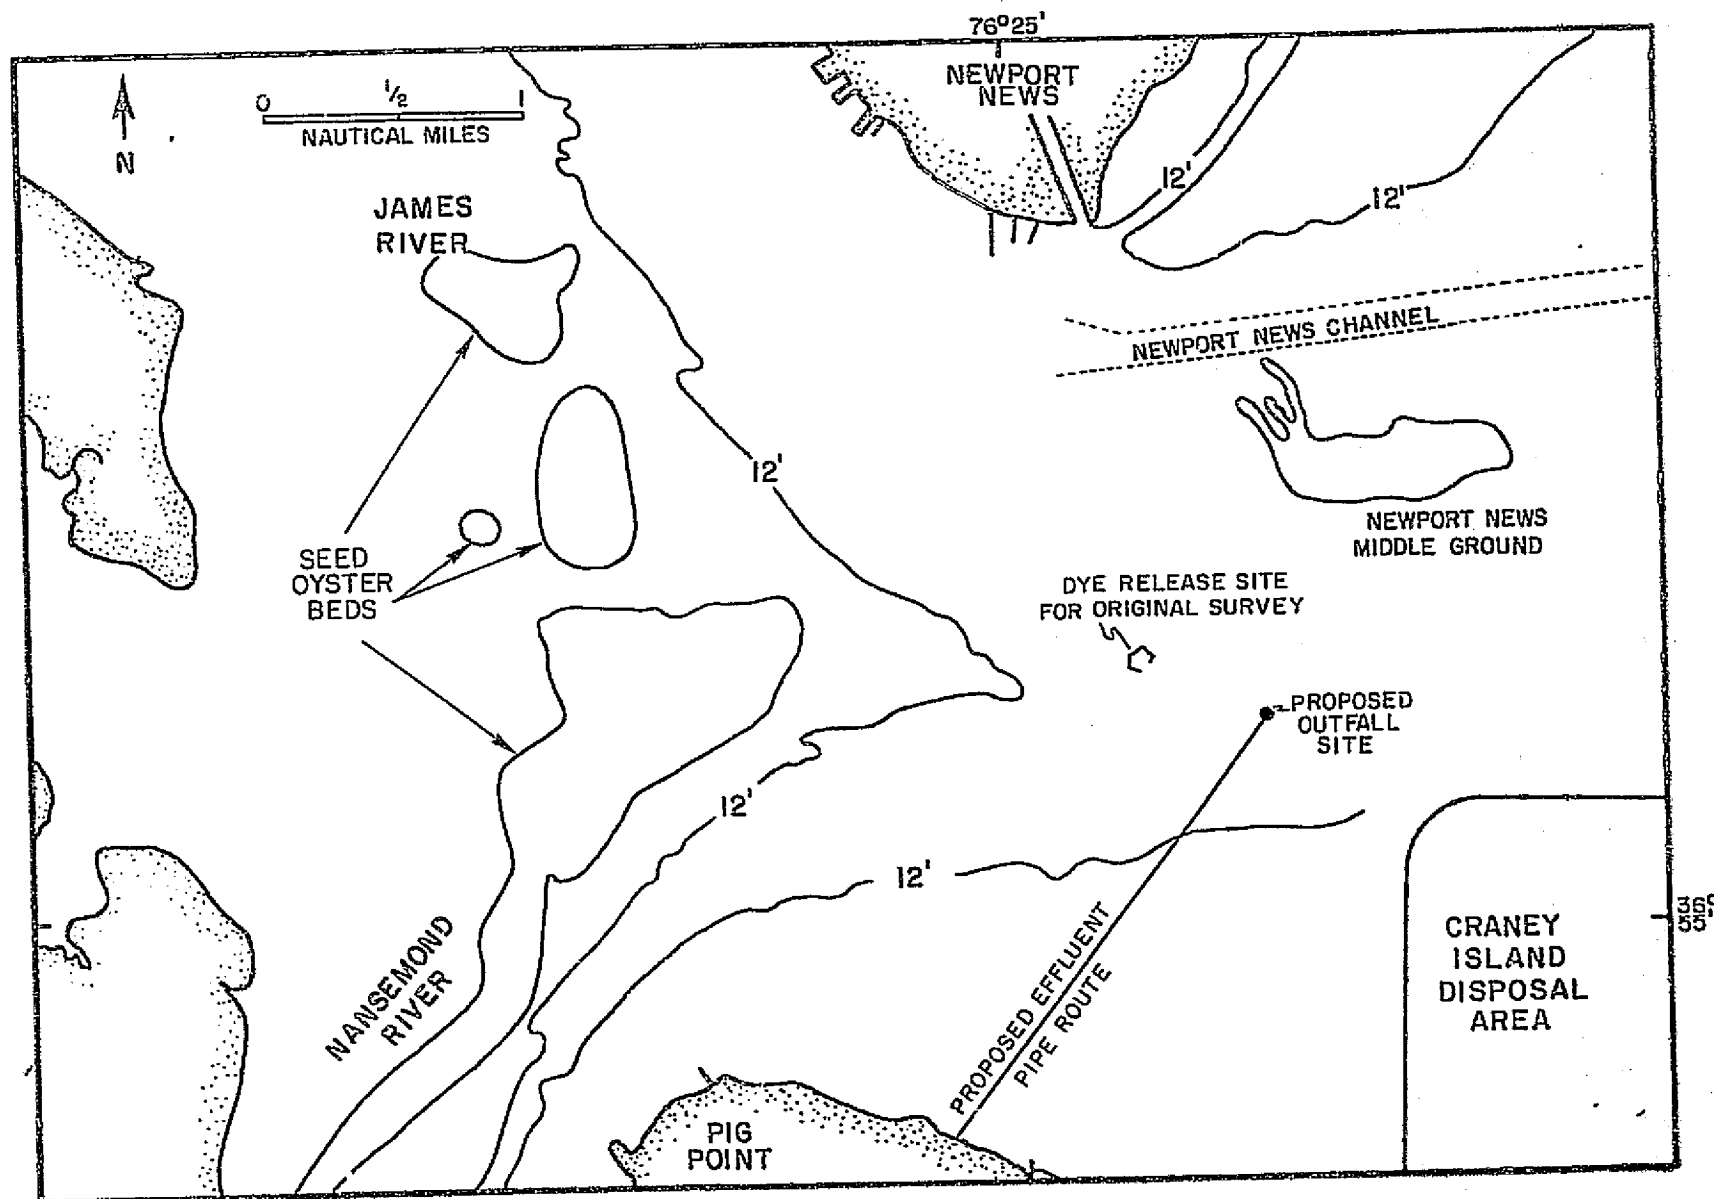 76°25'
NEWPORT
NEWS
0 1/2 1
NAUTICAL MILES
N
JAMES
RIVER
12'
12'
NEWPORT NEWS CHANNEL
12'
NEWPORT NEWS
MIDDLE GROUND
SEED
OYSTER
BEDS
DYE RELEASE SITE
FOR ORIGINAL SURVEY
PROPOSED
OUTFALL
SITE
12'
12'
36°
55'
CRANEY
ISLAND
DISPOSAL
AREA
NANSEMOND
RIVER
PROPOSED EFFLUENT
PIPE ROUTE
PIG
POINT